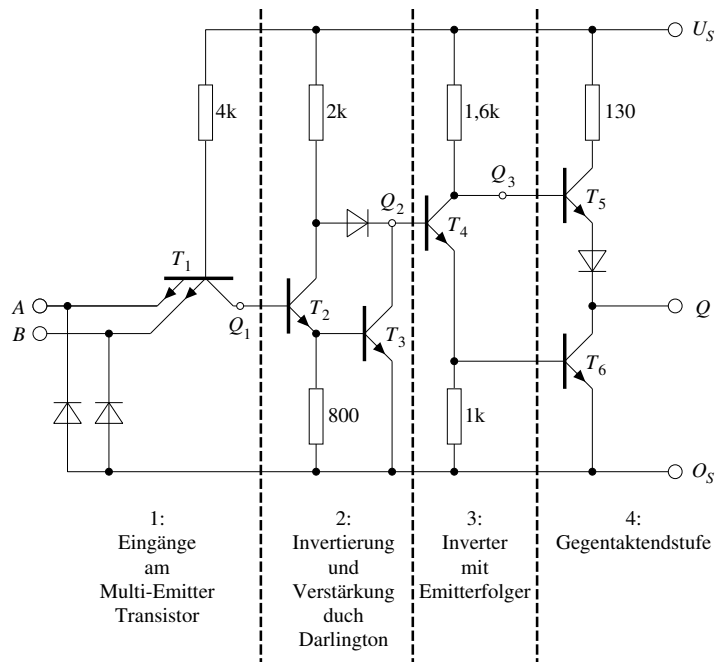 U_S
4k
2k
1,6k
130
Q_2
Q_3
T_5
T_4
T_1
A
B
Q_1
T_2
T_3
Q
T_6
800
1k
O_S
1:
Eingänge
am
Multi-Emitter
Transistor
2:
Invertierung
und
Verstärkung
duch
Darlington
3:
Inverter
mit
Emitterfolger
4:
Gegentaktendstufe